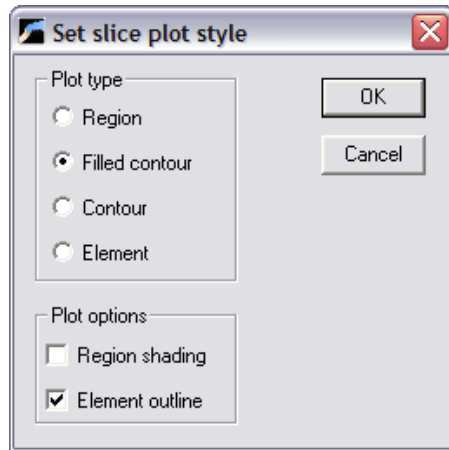 Set slice plot style
Plot type
Region
Filled contour
Contour
Element
OK
Cancel
Plot options
Region shading
Element outline